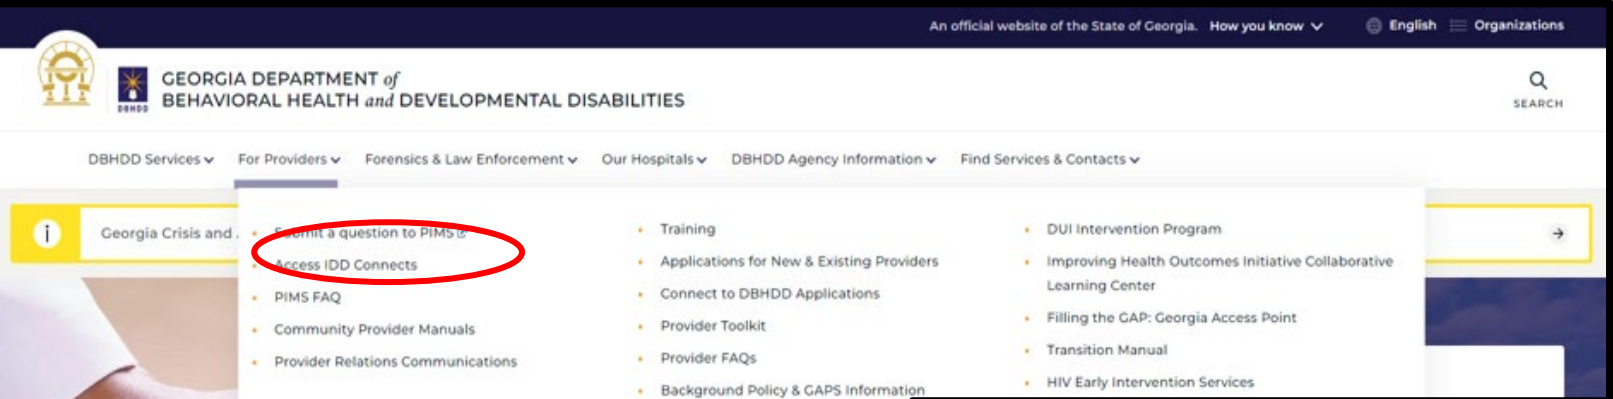 An official website of the State of Georgia. How you know English Organizations
GEORGIA DEPARTMENT of
BEHAVIORAL HEALTH and DEVELOPMENTAL DISABILITIES
DBHDD
SEARCH
DBHDD Services For Providers Forensics & Law Enforcement Our Hospitals DBHDD Agency Information Find Services & Contacts
Georgia Crisis and
Submit a question to PIMS
Access IDD Connects
PIMS FAQ
Community Provider Manuals
Provider Relations Communications
Training
Applications for New & Existing Providers
Connect to DBHDD Applications
Provider Toolkit
Provider FAQs
Background Policy & GAPS Information
DUI Intervention Program
Improving Health Outcomes Initiative Collaborative
Learning Center
Filling the GAP: Georgia Access Point
Transition Manual
HIV Early Intervention Services